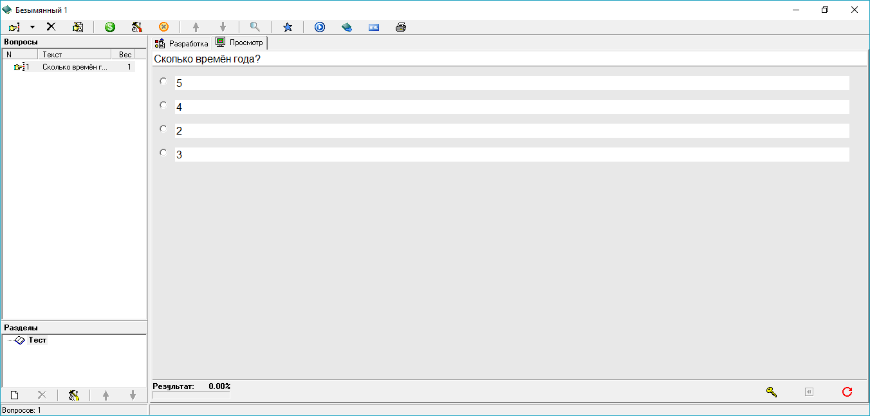 Безымянный 1
Вопросы
N Текст Вес
1 Сколько времён г... 1
Разработка Просмотр
Сколько времён года?
5
4
2
3
Разделы
Тест
Результат: 0.00%
Вопросов: 1